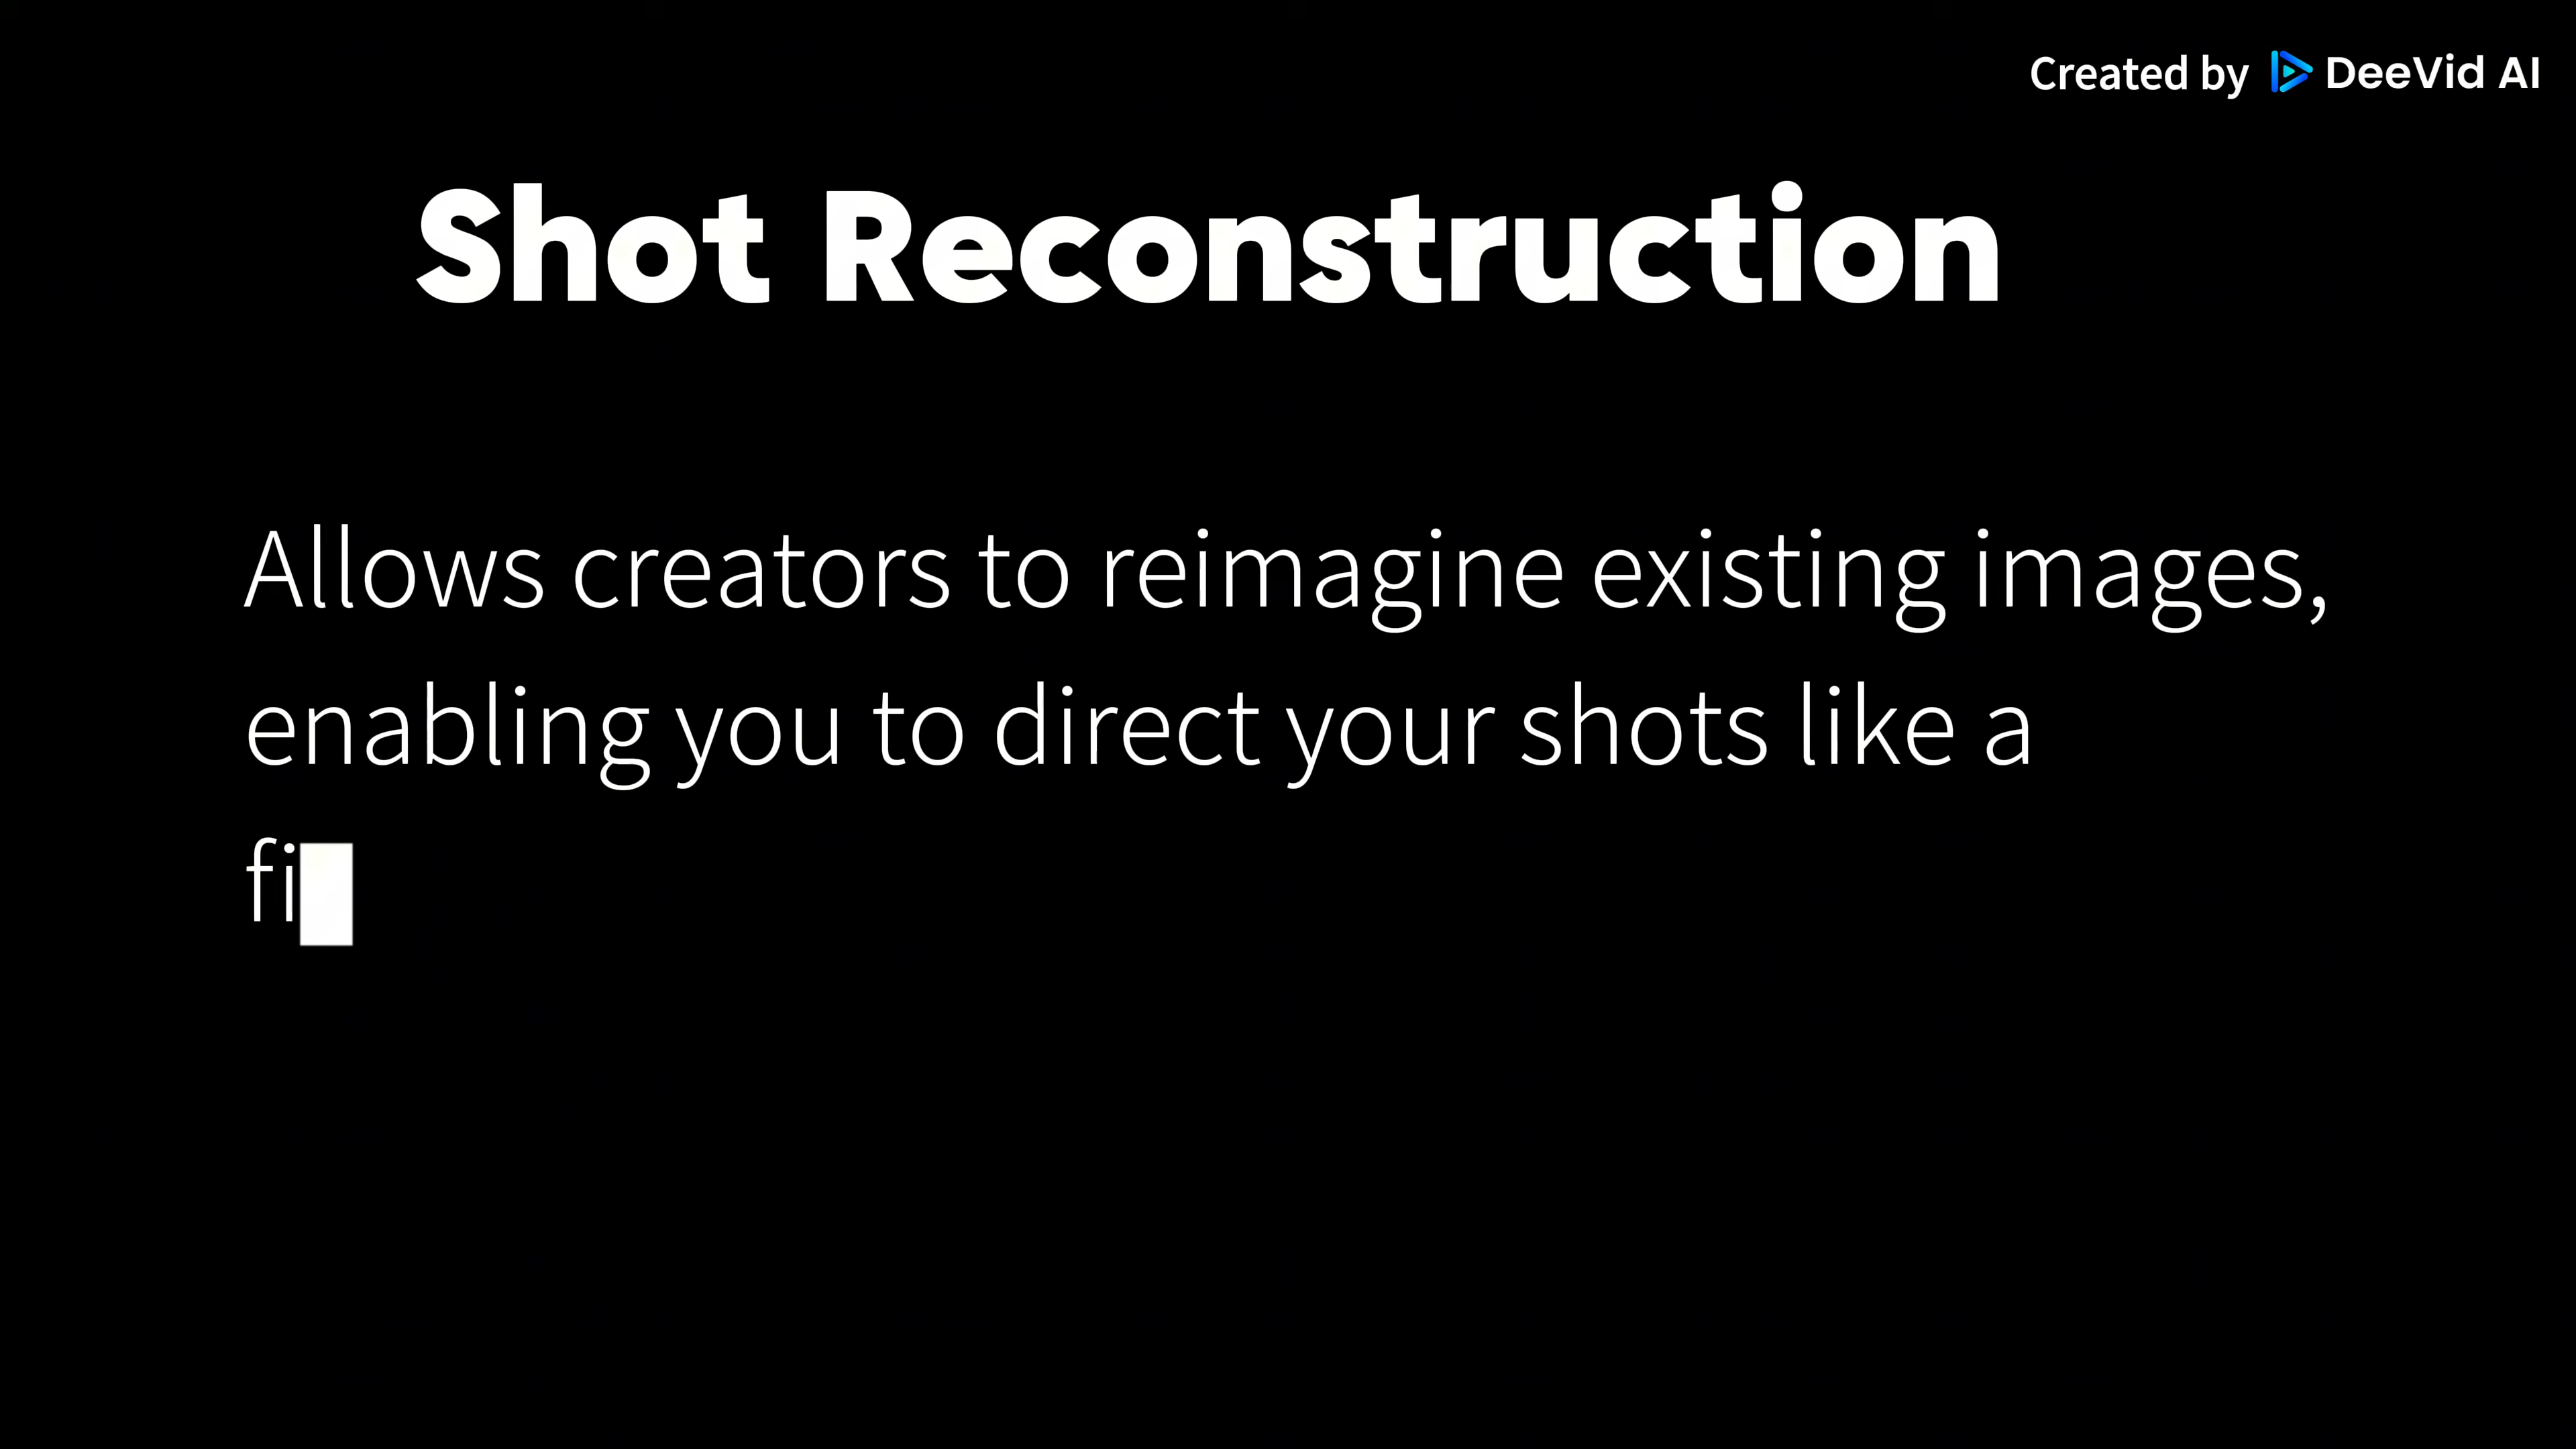 Created by DeeVid AI
Shot Reconstruction
Allows creators to reimagine existing images,
enabling you to direct your shots like a
fi